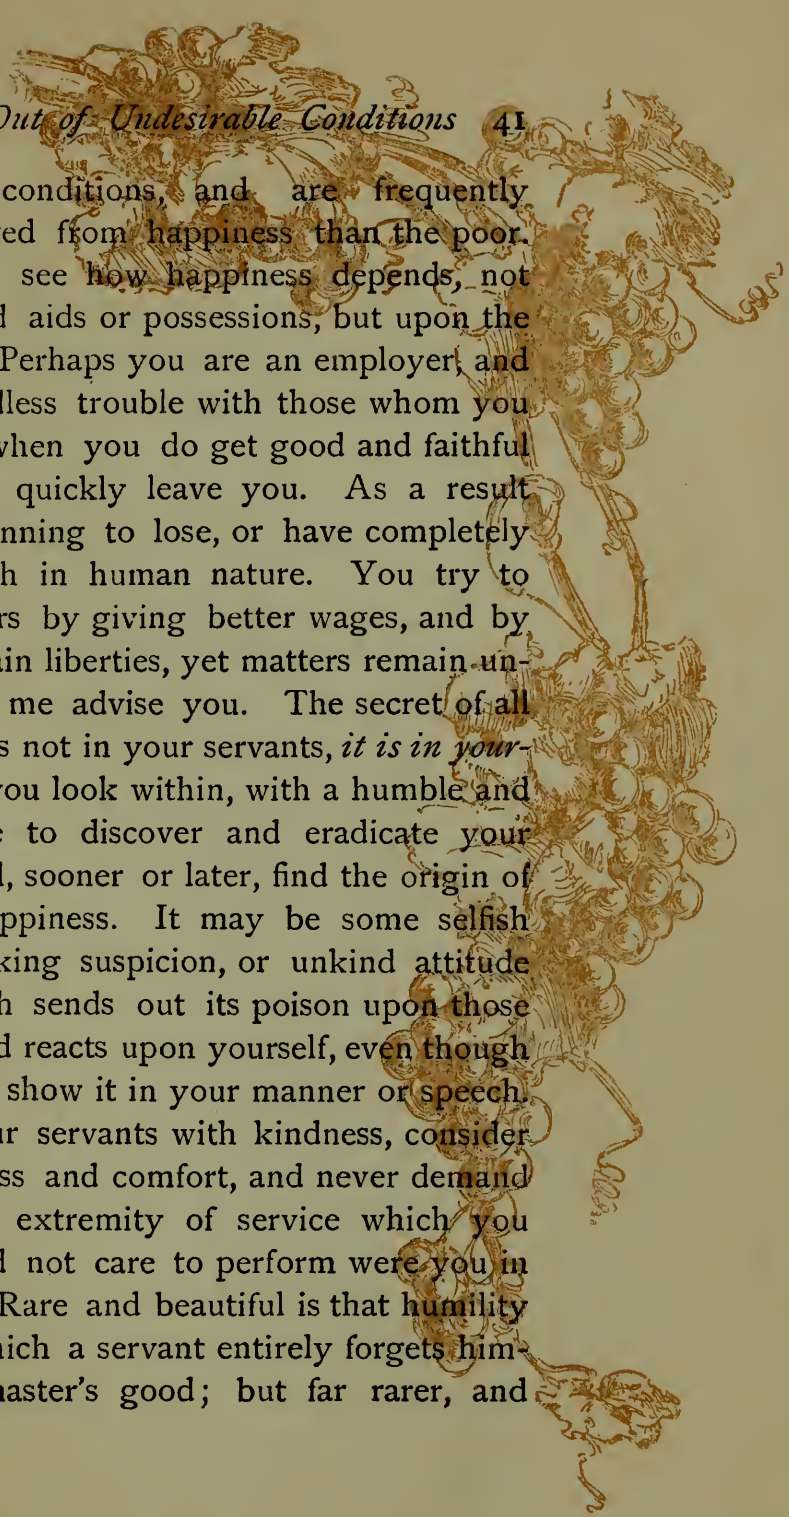 Out of Undesirable Conditions 41
conditions, and are frequently
ed from happiness than the poor.
see how happiness depends, not
aids or possessions, but upon the
Perhaps you are an employer, and
lless trouble with those whom you
when you do get good and faithful
quickly leave you. As a result
nning to lose, or have completely
h in human nature. You try to
rs by giving better wages, and by
in liberties, yet matters remain un-
me advise you. The secret of all
s not in your servants, it is in your-
you look within, with a humble and
e to discover and eradicate your
l, sooner or later, find the origin of
ppiness. It may be some selfish
king suspicion, or unkind attitude
h sends out its poison upon those
d reacts upon yourself, even though
show it in your manner or speech.
ur servants with kindness, consider
ss and comfort, and never demand
extremity of service which you
d not care to perform were you in
Rare and beautiful is that humility
hich a servant entirely forgets him-
master's good; but far rarer, and